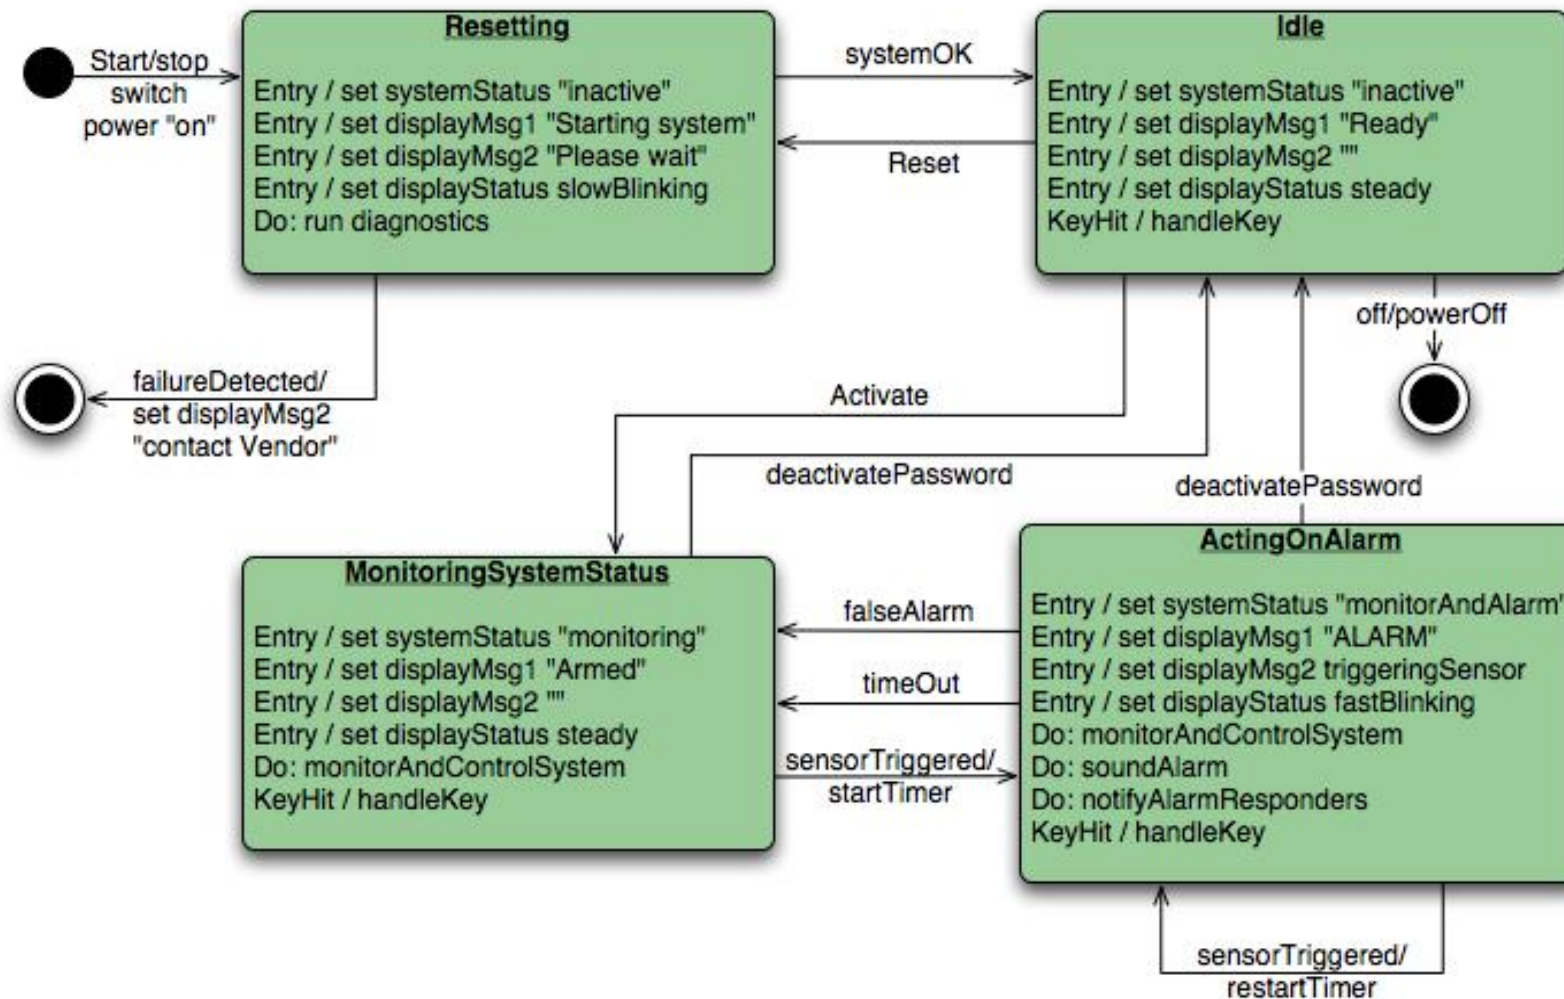 Start/stop
switch
power "on"
Resetting
Entry / set systemStatus "inactive"
Entry / set displayMsg1 "Starting system"
Entry / set displayMsg2 "Please wait"
Entry / set displayStatus slowBlinking
Do: run diagnostics
systemOK
Reset
Idle
Entry / set systemStatus "inactive"
Entry / set displayMsg1 "Ready"
Entry / set displayMsg2 ""
Entry / set displayStatus steady
KeyHit / handleKey
failureDetected/
set displayMsg2
"contact Vendor"
Activate
deactivatePassword
off/powerOff
deactivatePassword
MonitoringSystemStatus
Entry / set systemStatus "monitoring"
Entry / set displayMsg1 "Armed"
Entry / set displayMsg2 ""
Entry / set displayStatus steady
Do: monitorAndControlSystem
KeyHit / handleKey
falseAlarm
timeOut
sensorTriggered/
startTimer
ActingOnAlarm
Entry / set systemStatus "monitorAndAlarm"
Entry / set displayMsg1 "ALARM"
Entry / set displayMsg2 triggeringSensor
Entry / set displayStatus fastBlinking
Do: monitorAndControlSystem
Do: soundAlarm
Do: notifyAlarmResponders
KeyHit / handleKey
sensorTriggered/
restartTimer